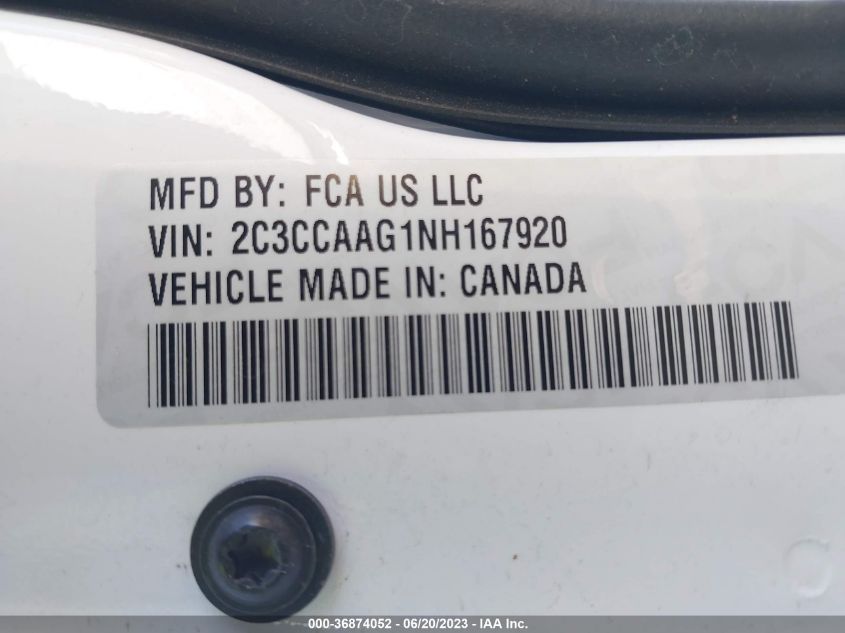 MFD BY: FCA US LLC
VIN: 2C3CCAAG1NH167920
VEHICLE MADE IN: CANADA
000-36874052 - 06/20/2023 - IAA Inc.